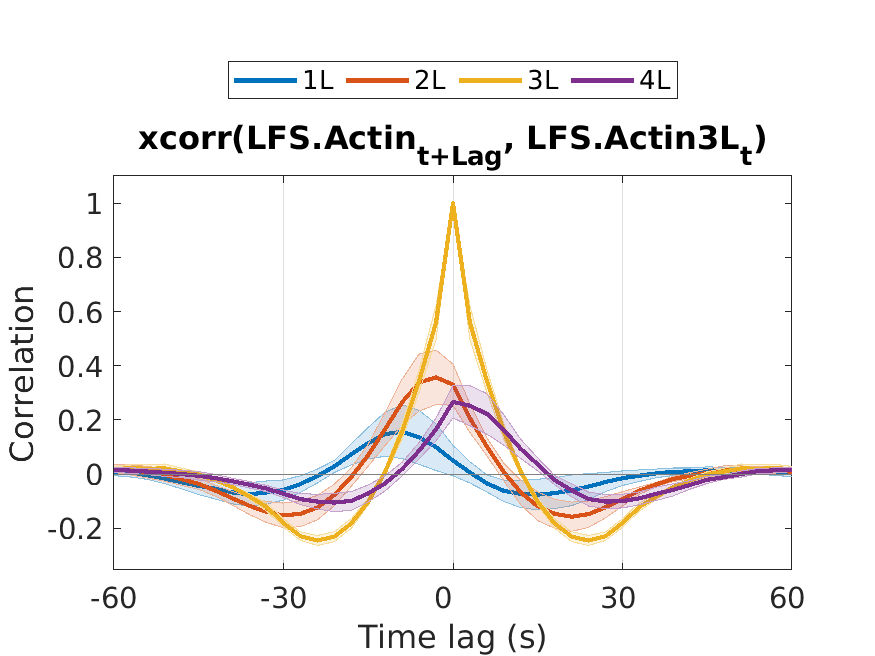 1L 2L 3L 4L
xcorr(LFS.Actin_{t+Lag}, LFS.Actin3L_t)
1
0.8
0.6
0.4
0.2
0
-0.2
Correlation
-60 -30 0 30 60
Time lag (s)